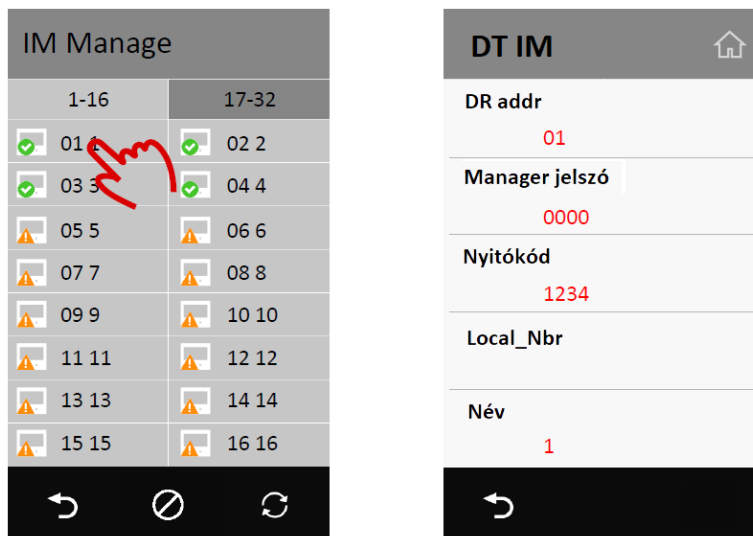 IM Manage
1-16 17-32
01 1 02 2
03 3 04 4
05 5 06 6
07 7 08 8
09 9 10 10
11 11 12 12
13 13 14 14
15 15 16 16
DT IM
DR addr
01
Manager jelszó
0000
Nyitókód
1234
Local_Nbr
Név
1